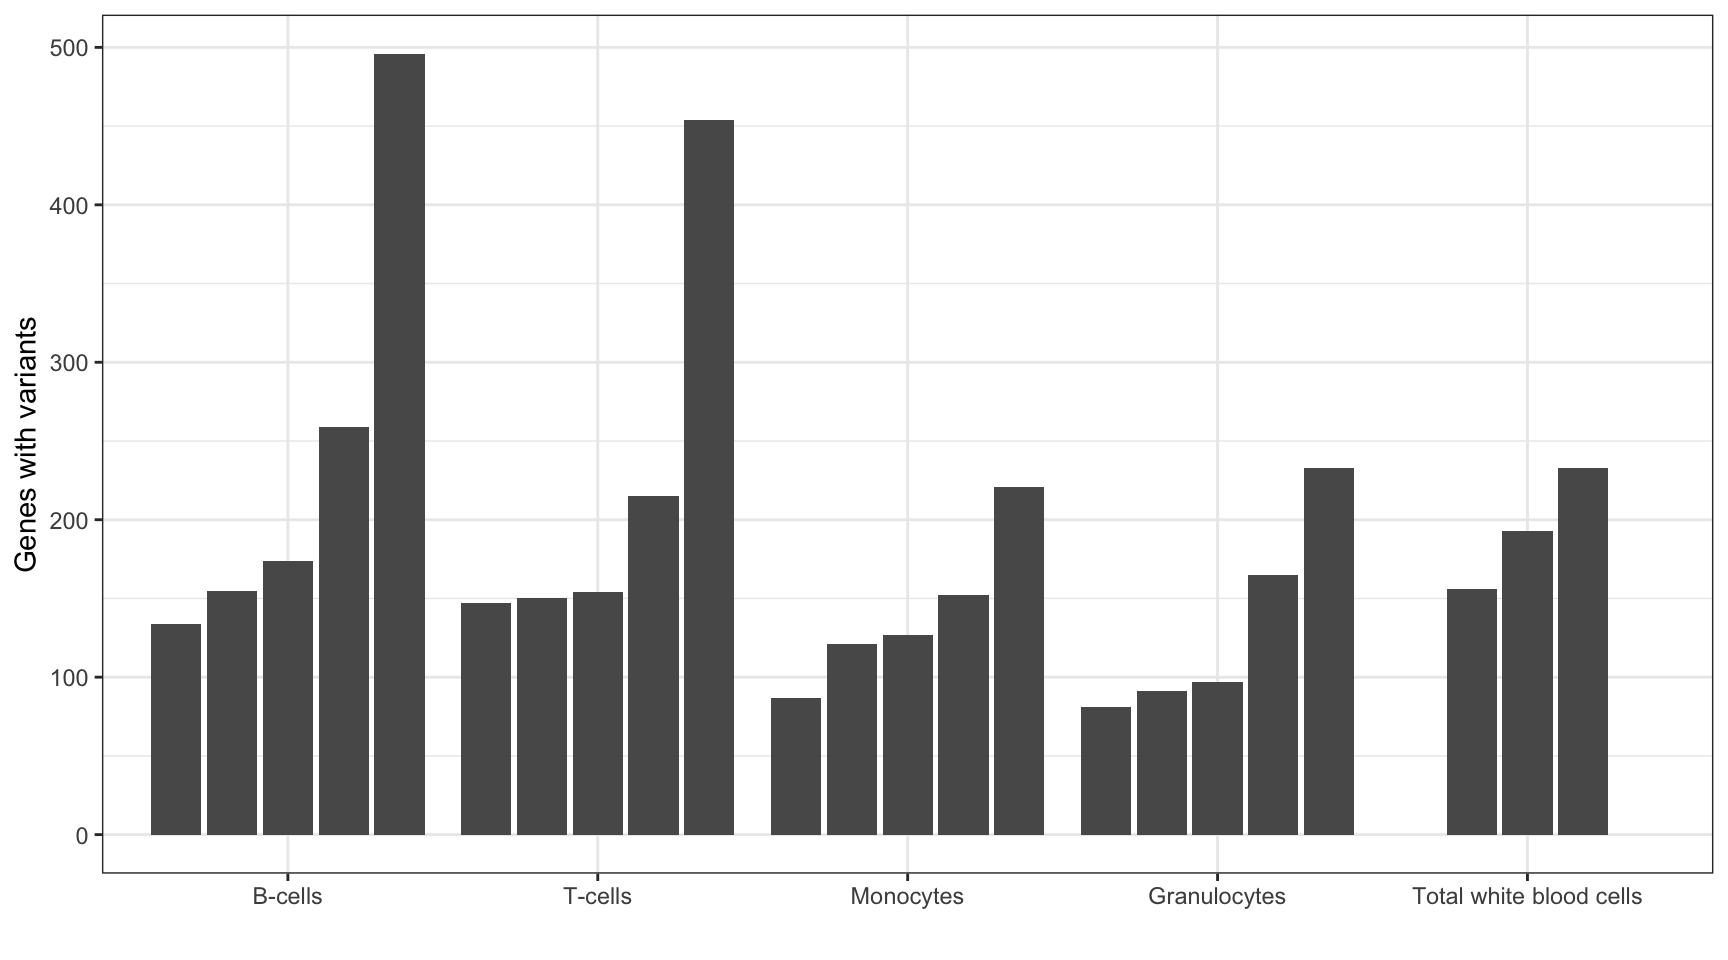 Genes with variants
500
400
300
200
100
0
B-cells
T-cells
Monocytes
Granulocytes
Total white blood cells